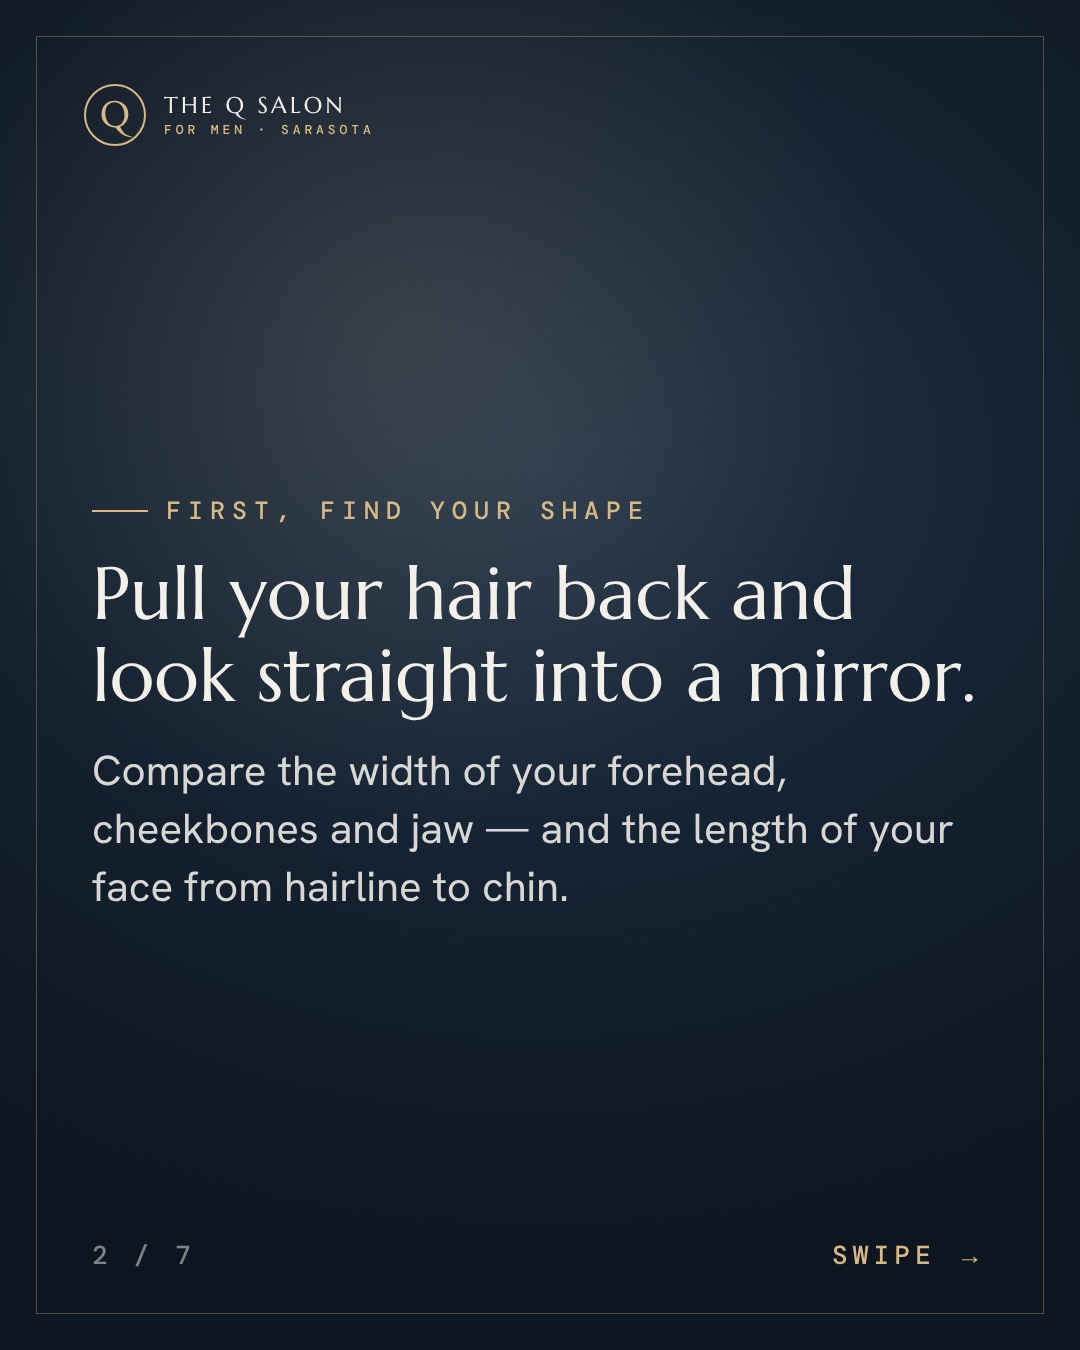 Q
THE Q SALON
FOR MEN · SARASOTA
FIRST, FIND YOUR SHAPE
Pull your hair back and
look straight into a mirror.
Compare the width of your forehead,
cheekbones and jaw — and the length of your
face from hairline to chin.
2 / 7
SWIPE →